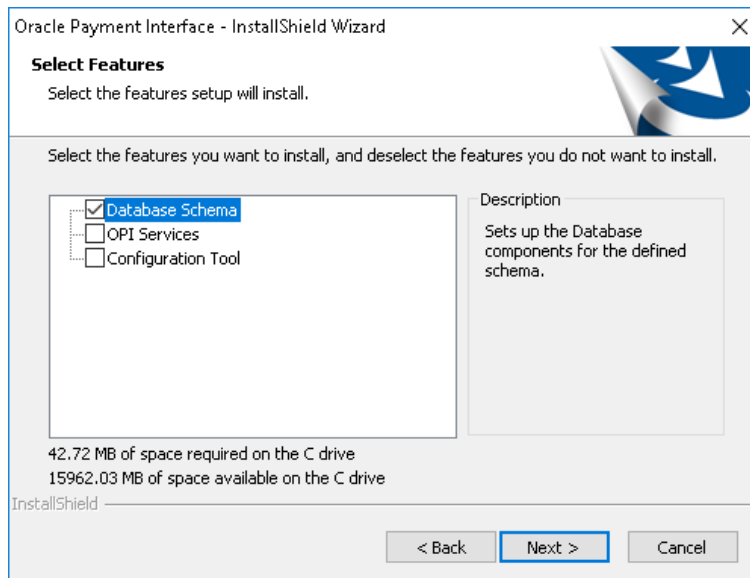 Oracle Payment Interface - InstallShield Wizard
Select Features
Select the features setup will install.
Select the features you want to install, and deselect the features you do not want to install.
Database Schema
OPI Services
Configuration Tool
Description
Sets up the Database
components for the defined
schema.
42.72 MB of space required on the C drive
15962.03 MB of space available on the C drive
InstallShield
< Back
Next >
Cancel